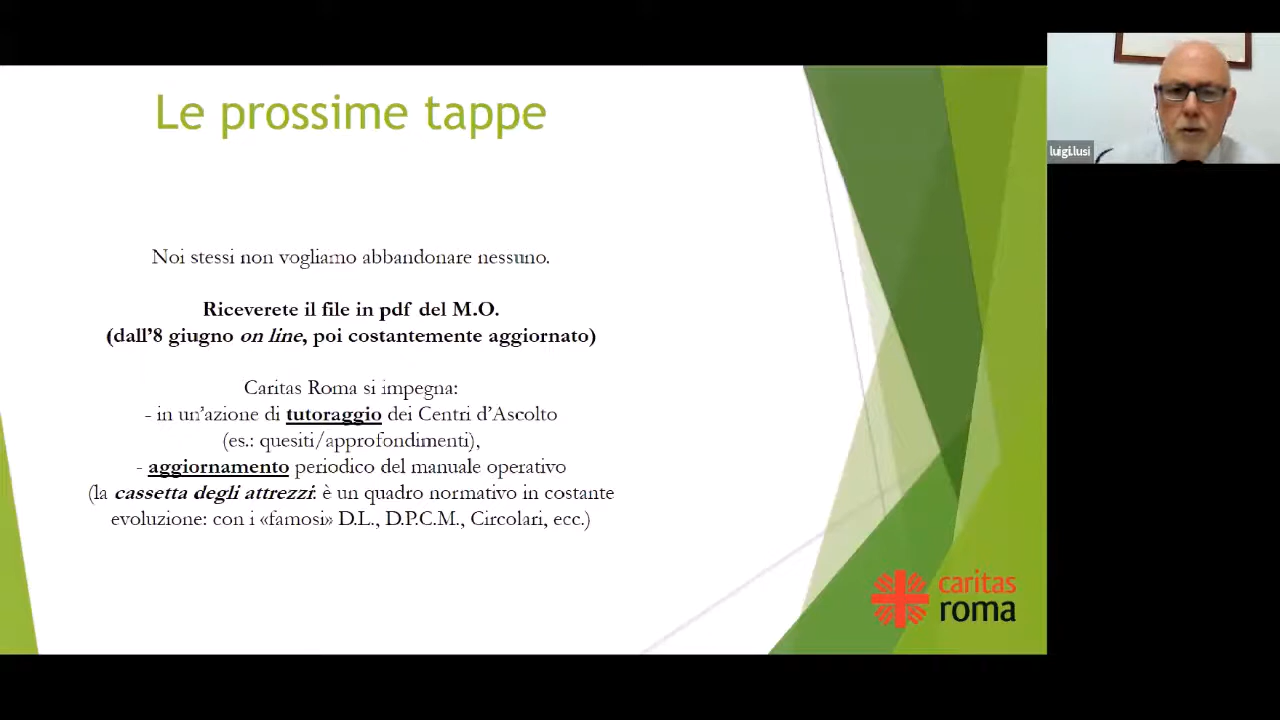 Le prossime tappe
Noi stessi non vogliamo abbandonare nessuno.
Riceverete il file in pdf del M.O.
(dall'8 giugno on line, poi costantemente aggiornato)
Caritas Roma si impegna:
- in un'azione di tutoraggio dei Centri d'Ascolto
(es.: quesiti/approfondimenti),
- aggiornamento periodico del manuale operativo
(la cassetta degli attrezzi: è un quadro normativo in costante
evoluzione: con i «famosi» D.L., D.P.C.M., Circolari, ecc.)
caritas
roma
luigi.lusi